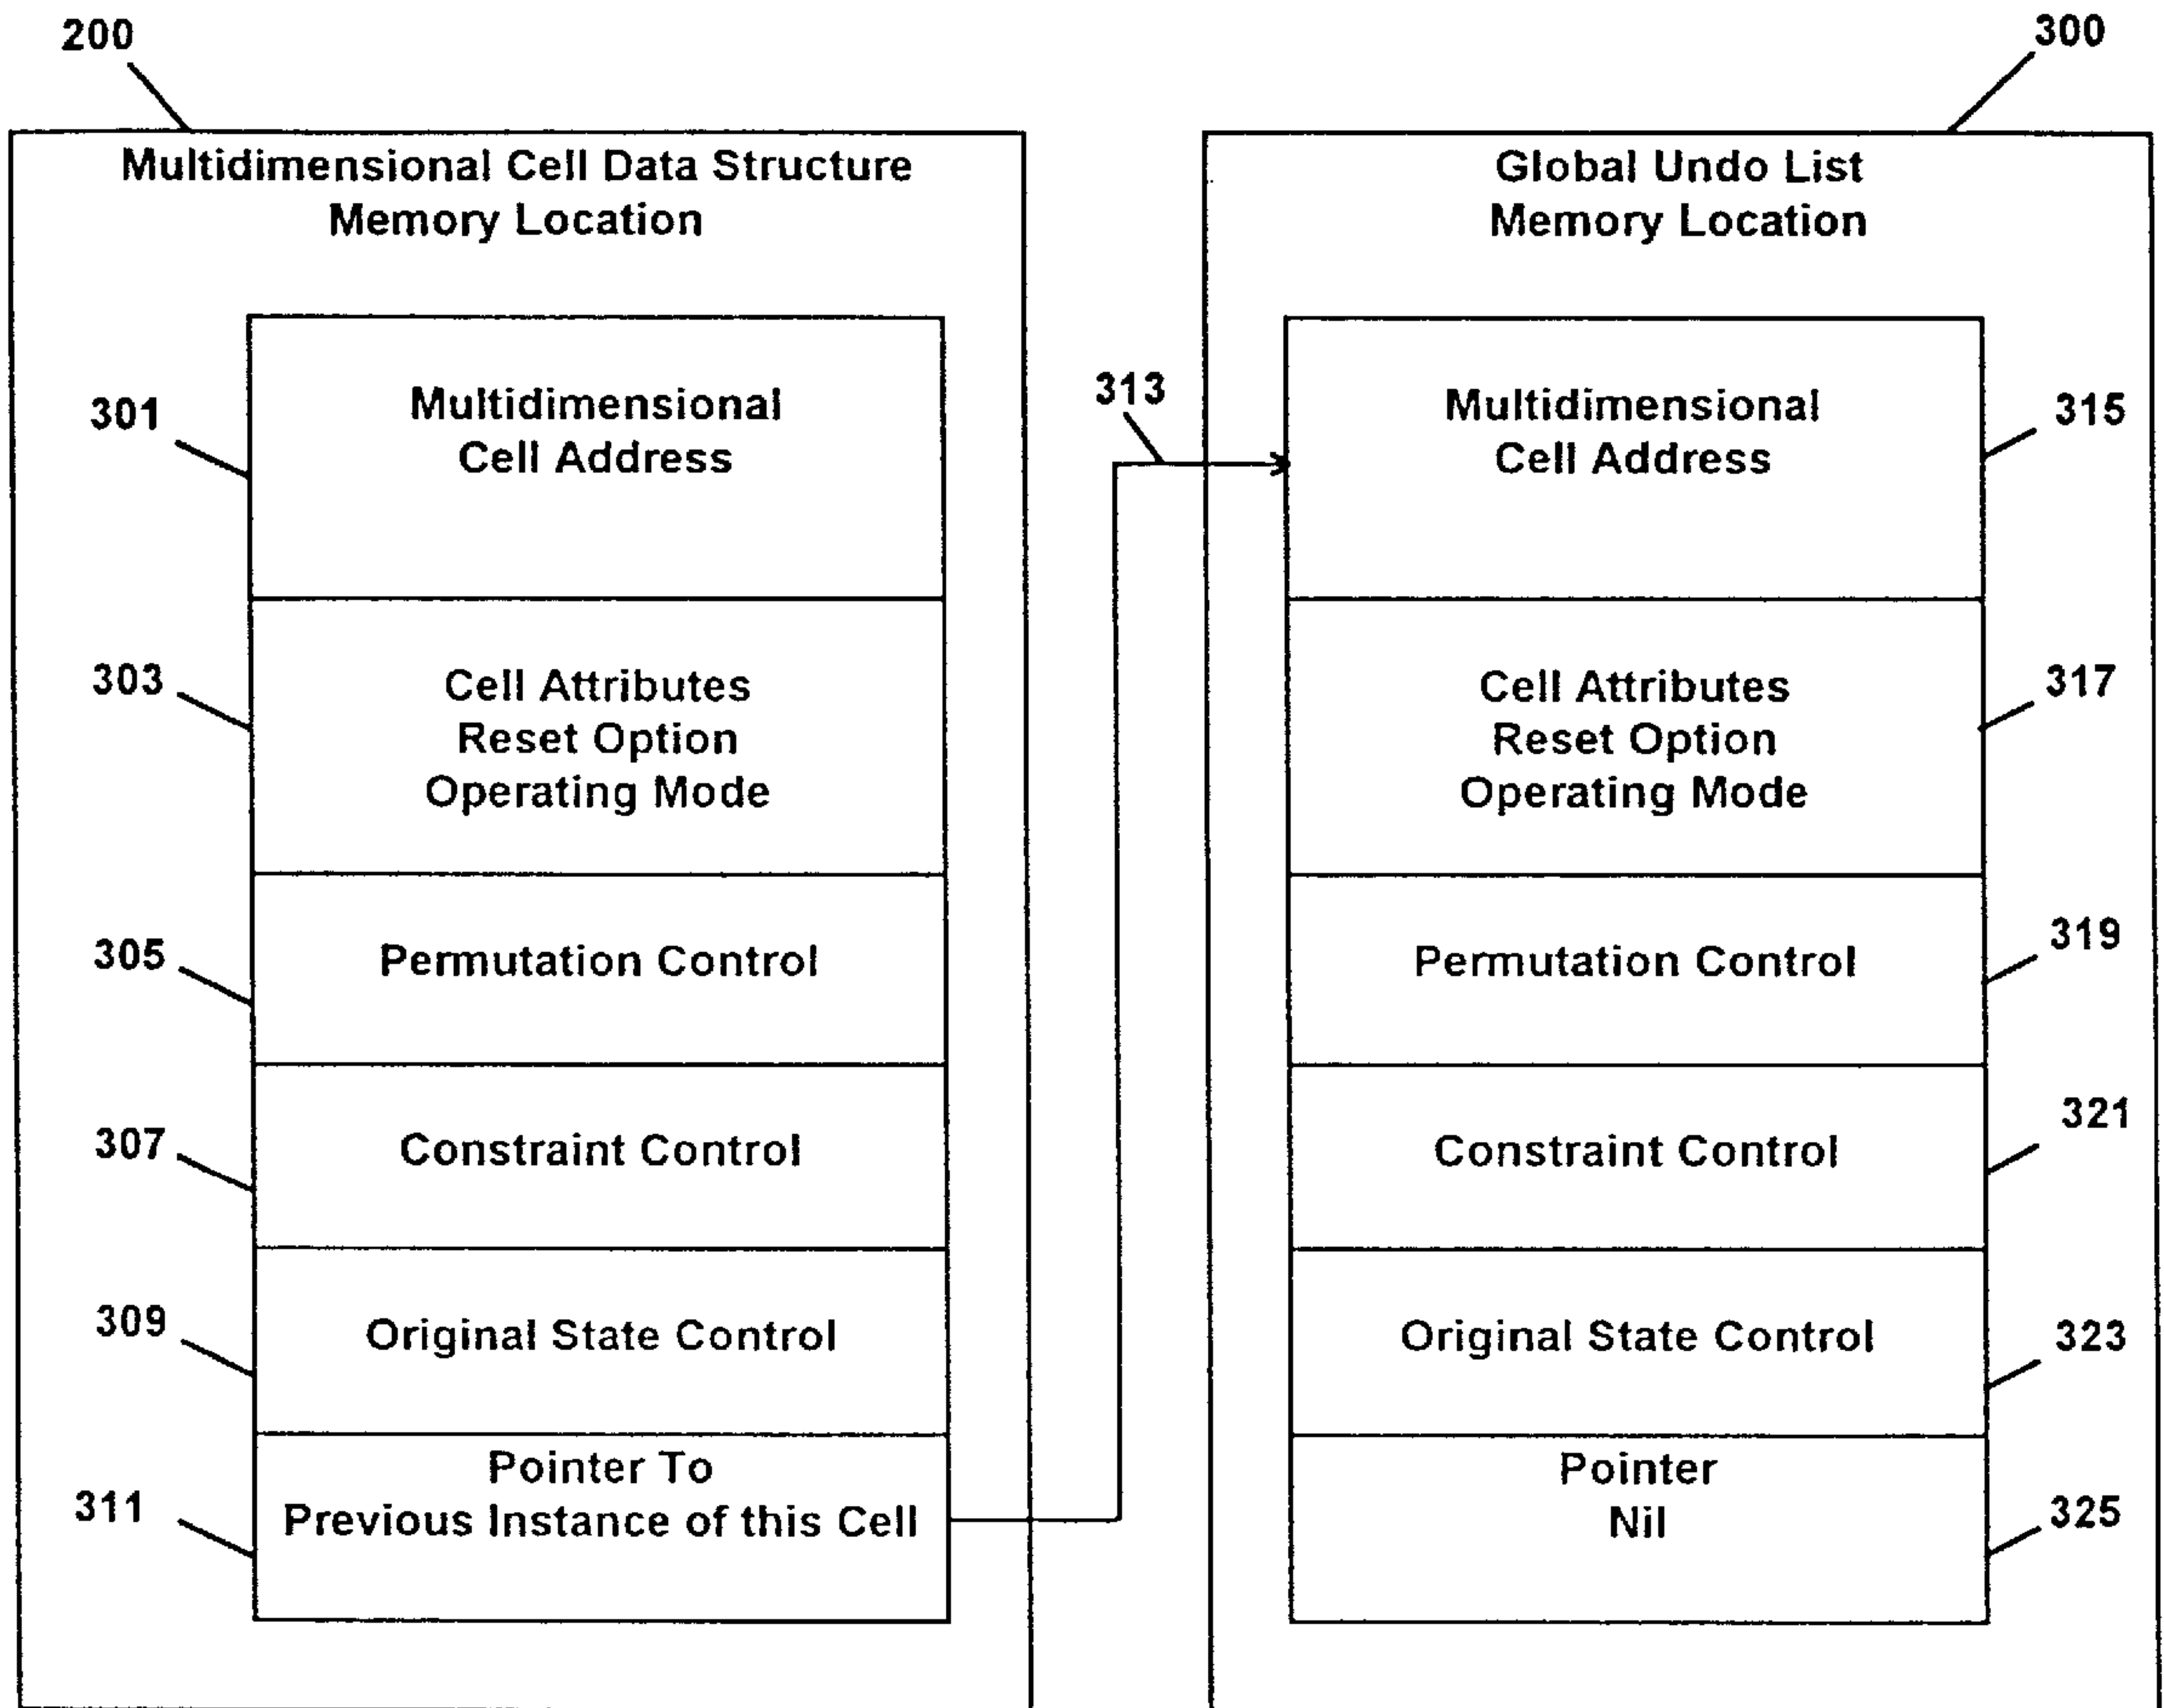 200
300
Multidimensional Cell Data Structure
Memory Location
301
Multidimensional
Cell Address
303
Cell Attributes
Reset Option
Operating Mode
305
Permutation Control
307
Constraint Control
309
Original State Control
311
Pointer To
Previous Instance of this Cell
313
Global Undo List
Memory Location
Multidimensional
Cell Address
315
Cell Attributes
Reset Option
Operating Mode
317
Permutation Control
319
Constraint Control
321
Original State Control
323
Pointer
Nil
325